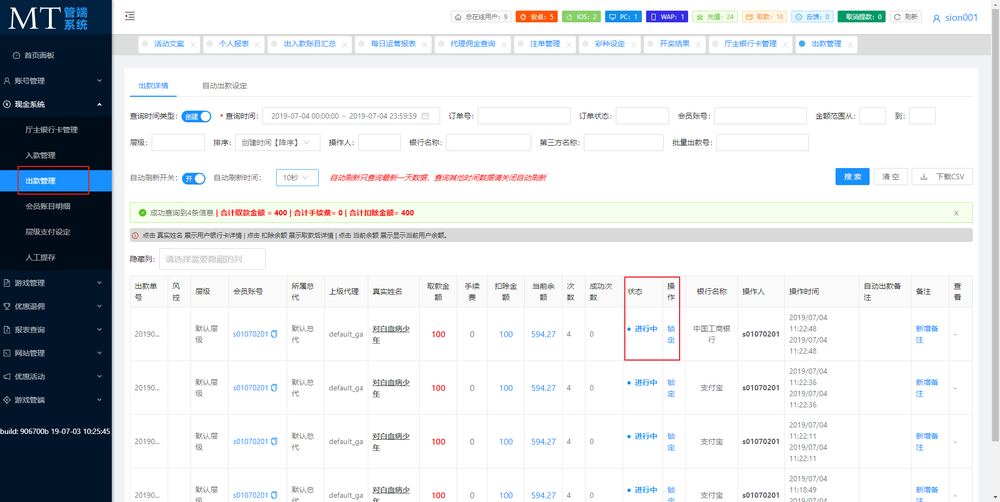 MT 管端系统
总在线用户：9 安卓：5 IOS：2 PC：1 WAP：1 充值：24 取款：10 反馈：0 取消提款：0 刷新 sion001
活动文案 个人报表 出入款账目汇总 每日运营报表 代理佣金查询 注单管理 彩种设定 开奖结果 厅主银行卡管理 出款管理
首页面板
账号管理
现金系统
厅主银行卡管理
入款管理
出款管理
会员账目明细
层级支付设定
人工提存
游戏管理
优惠退佣
报表查询
网站管理
优惠活动
游戏管端
build: 906700b 19-07-03 10:25:45
出款详情 自动出款设定
查询时间类型： 创建 * 查询时间： 2019-07-04 00:00:00 ~ 2019-07-04 23:59:59 订单号： 订单状态： 会员账号： 金额范围从： 到：
层级： 排序： 创建时间【降序】 操作人： 银行名称： 第三方名称： 批量出款号：
自动刷新开关： 开 自动刷新时间： 10秒 自动刷新只查询最新一天数据，查询其他时间数据请关闭自动刷新 搜 索 清 空 下载CSV
成功查询到4条信息 | 合计取款金额 = 400 | 合计手续费= 0 | 合计扣除金额= 400
点击 真实姓名 展示用户银行卡详情 | 点击 扣除余额 展示取款后详情 | 点击 当前余额 展示显示当前用户余额。
隐藏列： 请选择需要隐藏的列
出款单号 风控 层级 会员账号 所属总代 上级代理 真实姓名 取款金额 手续费 扣除金额 当前余额 次数 成功次数 状态 操作 银行名称 操作人 操作时间 自动出款备注 备注 查看
20190... 默认层级 s01070201 默认总代 default_ga 对白血病少年 100 0 100 594.27 4 0 进行中 锁定 中国工商银行 s01070201 2019/07/04 11:22:48 2019/07/04 11:22:48 新增备注 -
20190... 默认层级 s01070201 默认总代 default_ga 对白血病少年 100 0 100 594.27 4 0 进行中 锁定 支付宝 s01070201 2019/07/04 11:22:36 2019/07/04 11:22:36 新增备注 -
20190... 默认层级 s01070201 默认总代 default_ga 对白血病少年 100 0 100 594.27 4 0 进行中 锁定 支付宝 s01070201 2019/07/04 11:22:11 2019/07/04 11:22:11 新增备注 -
20190... 默认层级 s01070201 默认总代 default_ga 对白血病少年 100 0 100 594.27 4 0 进行中 锁定 支付宝 s01070201 2019/07/04 11:18:49 2019/07/04 新增备注 -